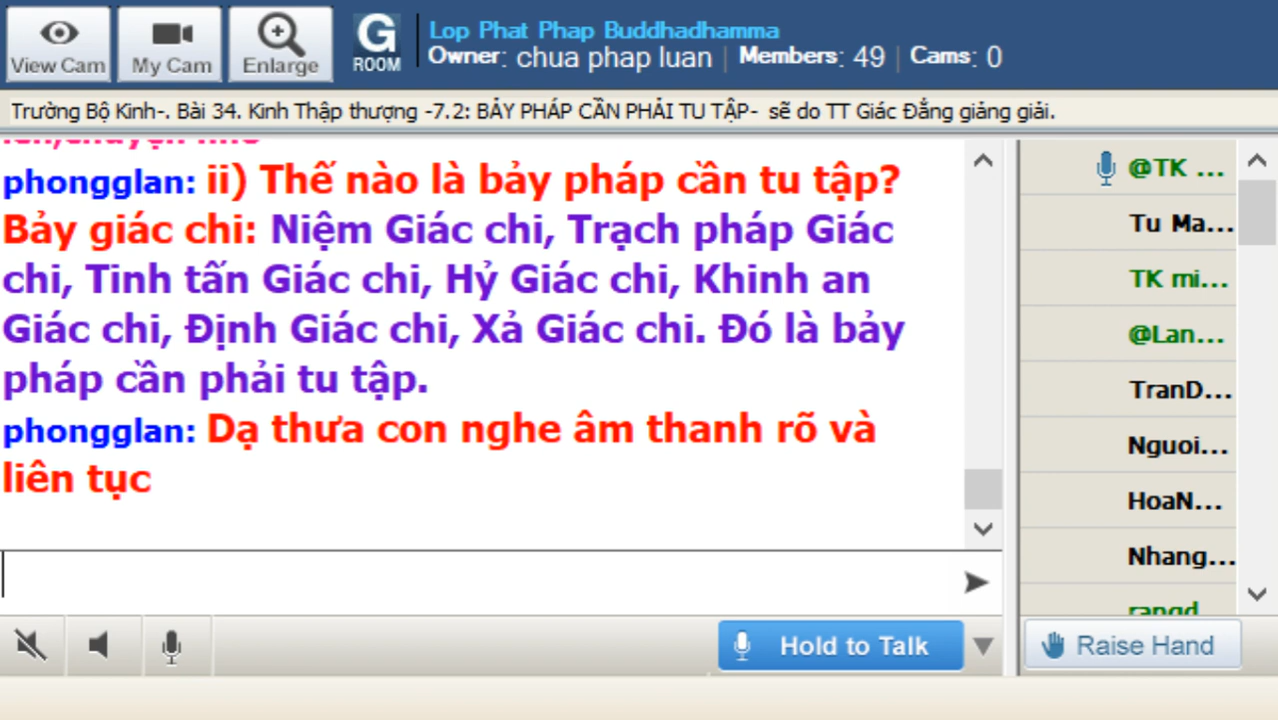 View Cam
My Cam
Enlarge
G
ROOM
Lop Phat Phap Buddhadhamma
Owner: chua phap luan | Members: 49 | Cams: 0
Trường Bộ Kinh-. Bài 34. Kinh Thập thượng -7.2: BẢY PHÁP CẦN PHẢI TU TẬP- sẽ do TT Giác Đẳng giảng giải.
phongglan: ii) Thế nào là bảy pháp cần tu tập?
Bảy giác chi: Niệm Giác chi, Trạch pháp Giác
chi, Tinh tấn Giác chi, Hỷ Giác chi, Khinh an
Giác chi, Định Giác chi, Xả Giác chi. Đó là bảy
pháp cần phải tu tập.
phongglan: Dạ thưa con nghe âm thanh rõ và
liên tục
@TK ...
Tu Ma...
TK mi...
@Lan...
TranD...
Nguoi...
HoaN...
Nhang...
Hold to Talk
Raise Hand